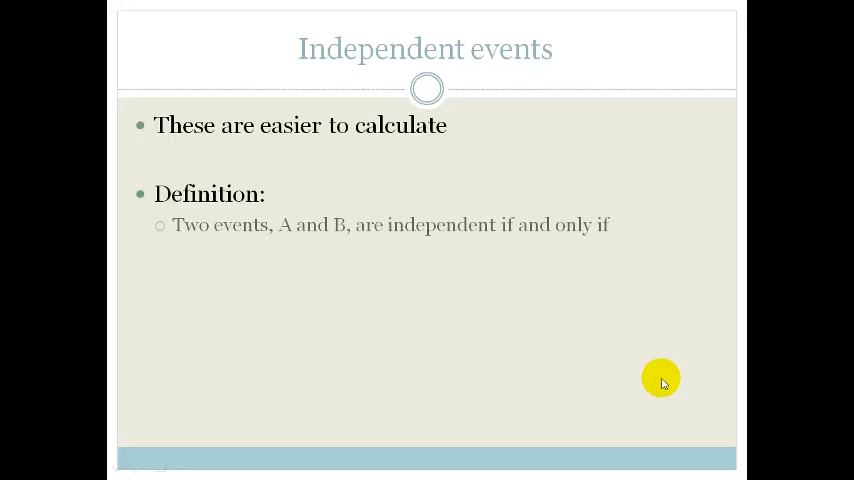 Independent events
These are easier to calculate
Definition:
Two events, A and B, are independent if and only if